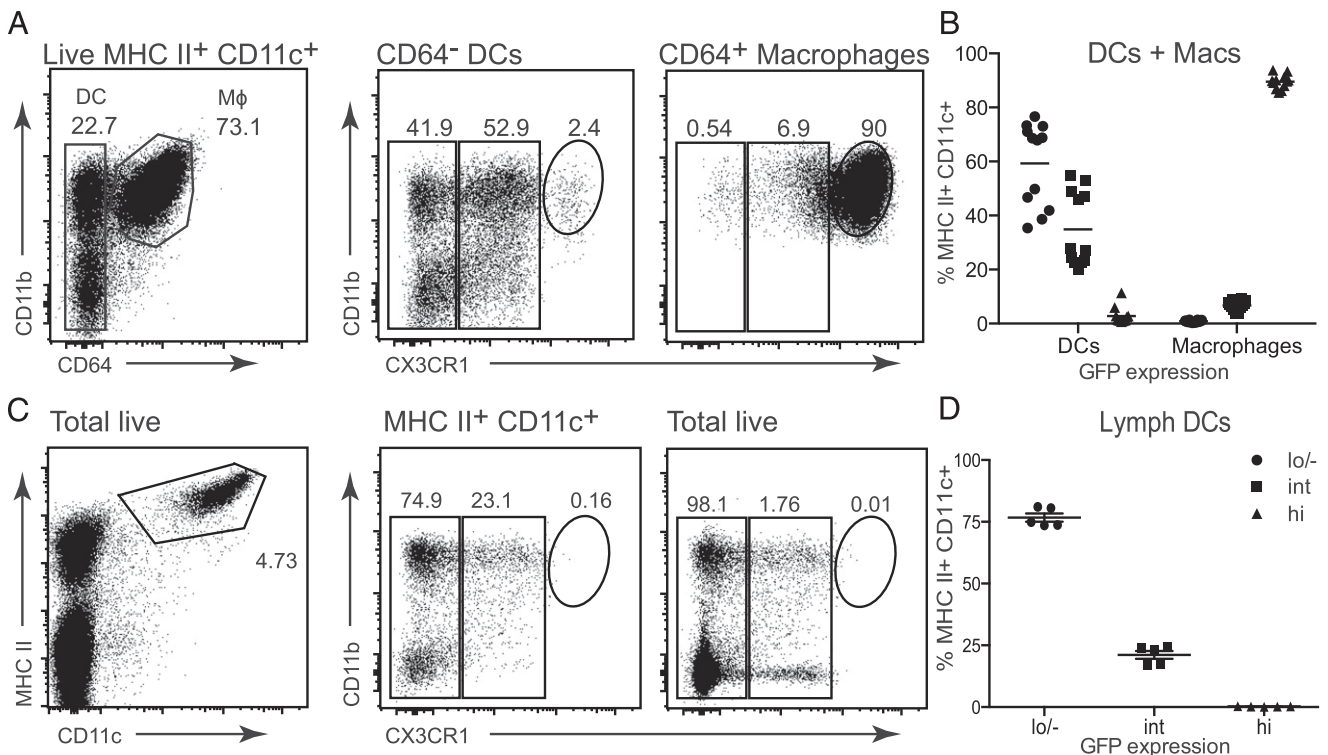 A
Live MHC II+ CD11c+
DC
22.7
Mϕ
73.1
CD11b
CD64
CD64- DCs
41.9 52.9 2.4
CD11b
CX3CR1
CD64+ Macrophages
0.54 6.9 90
B
DCs + Macs
% MHC II+ CD11c+
100
80
60
40
20
0
DCs Macrophages
GFP expression
C
Total live
4.73
MHC II
CD11c
MHC II+ CD11c+
74.9 23.1 0.16
CD11b
CX3CR1
Total live
98.1 1.76 0.01
D
Lymph DCs
% MHC II+ CD11c+
100
75
50
25
0
lo/-
int
hi
lo/- int hi
GFP expression